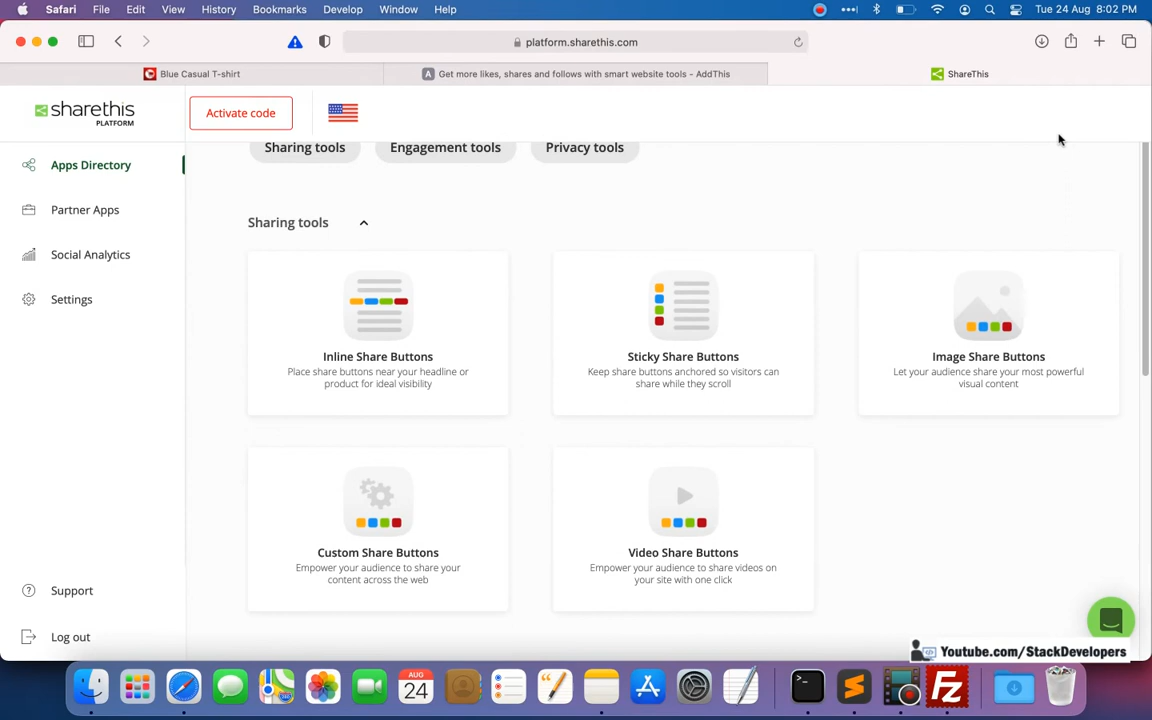 Safari File Edit View History Bookmarks Develop Window Help Tue 24 Aug 8:02 PM
platform.sharethis.com
Blue Casual T-shirt Get more likes, shares and follows with smart website tools - AddThis ShareThis
sharethis
PLATFORM
Activate code
Apps Directory
Partner Apps
Social Analytics
Settings
Support
Log out
Sharing tools Engagement tools Privacy tools
Sharing tools
Inline Share Buttons
Place share buttons near your headline or
product for ideal visibility
Sticky Share Buttons
Keep share buttons anchored so visitors can
share while they scroll
Image Share Buttons
Let your audience share your most powerful
visual content
Custom Share Buttons
Empower your audience to share your
content across the web
Video Share Buttons
Empower your audience to share videos on
your site with one click
Youtube.com/StackDevelopers
AUG
24